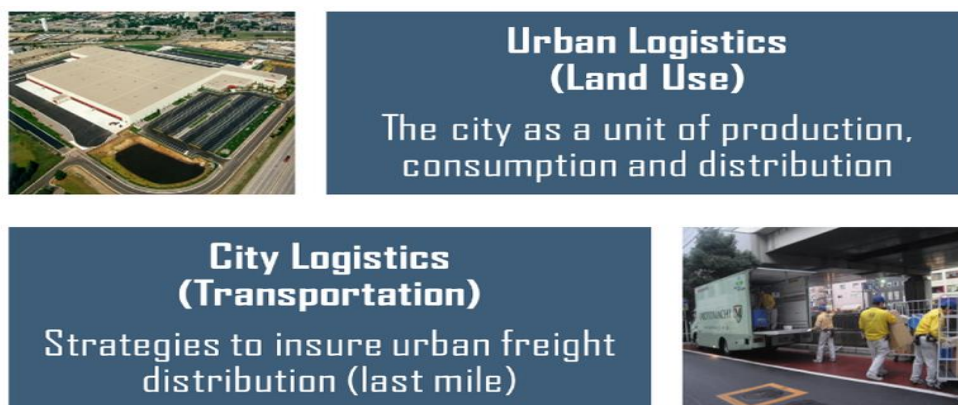 Urban Logistics
(Land Use)
The city as a unit of production,
consumption and distribution
City Logistics
(Transportation)
Strategies to insure urban freight
distribution (last mile)